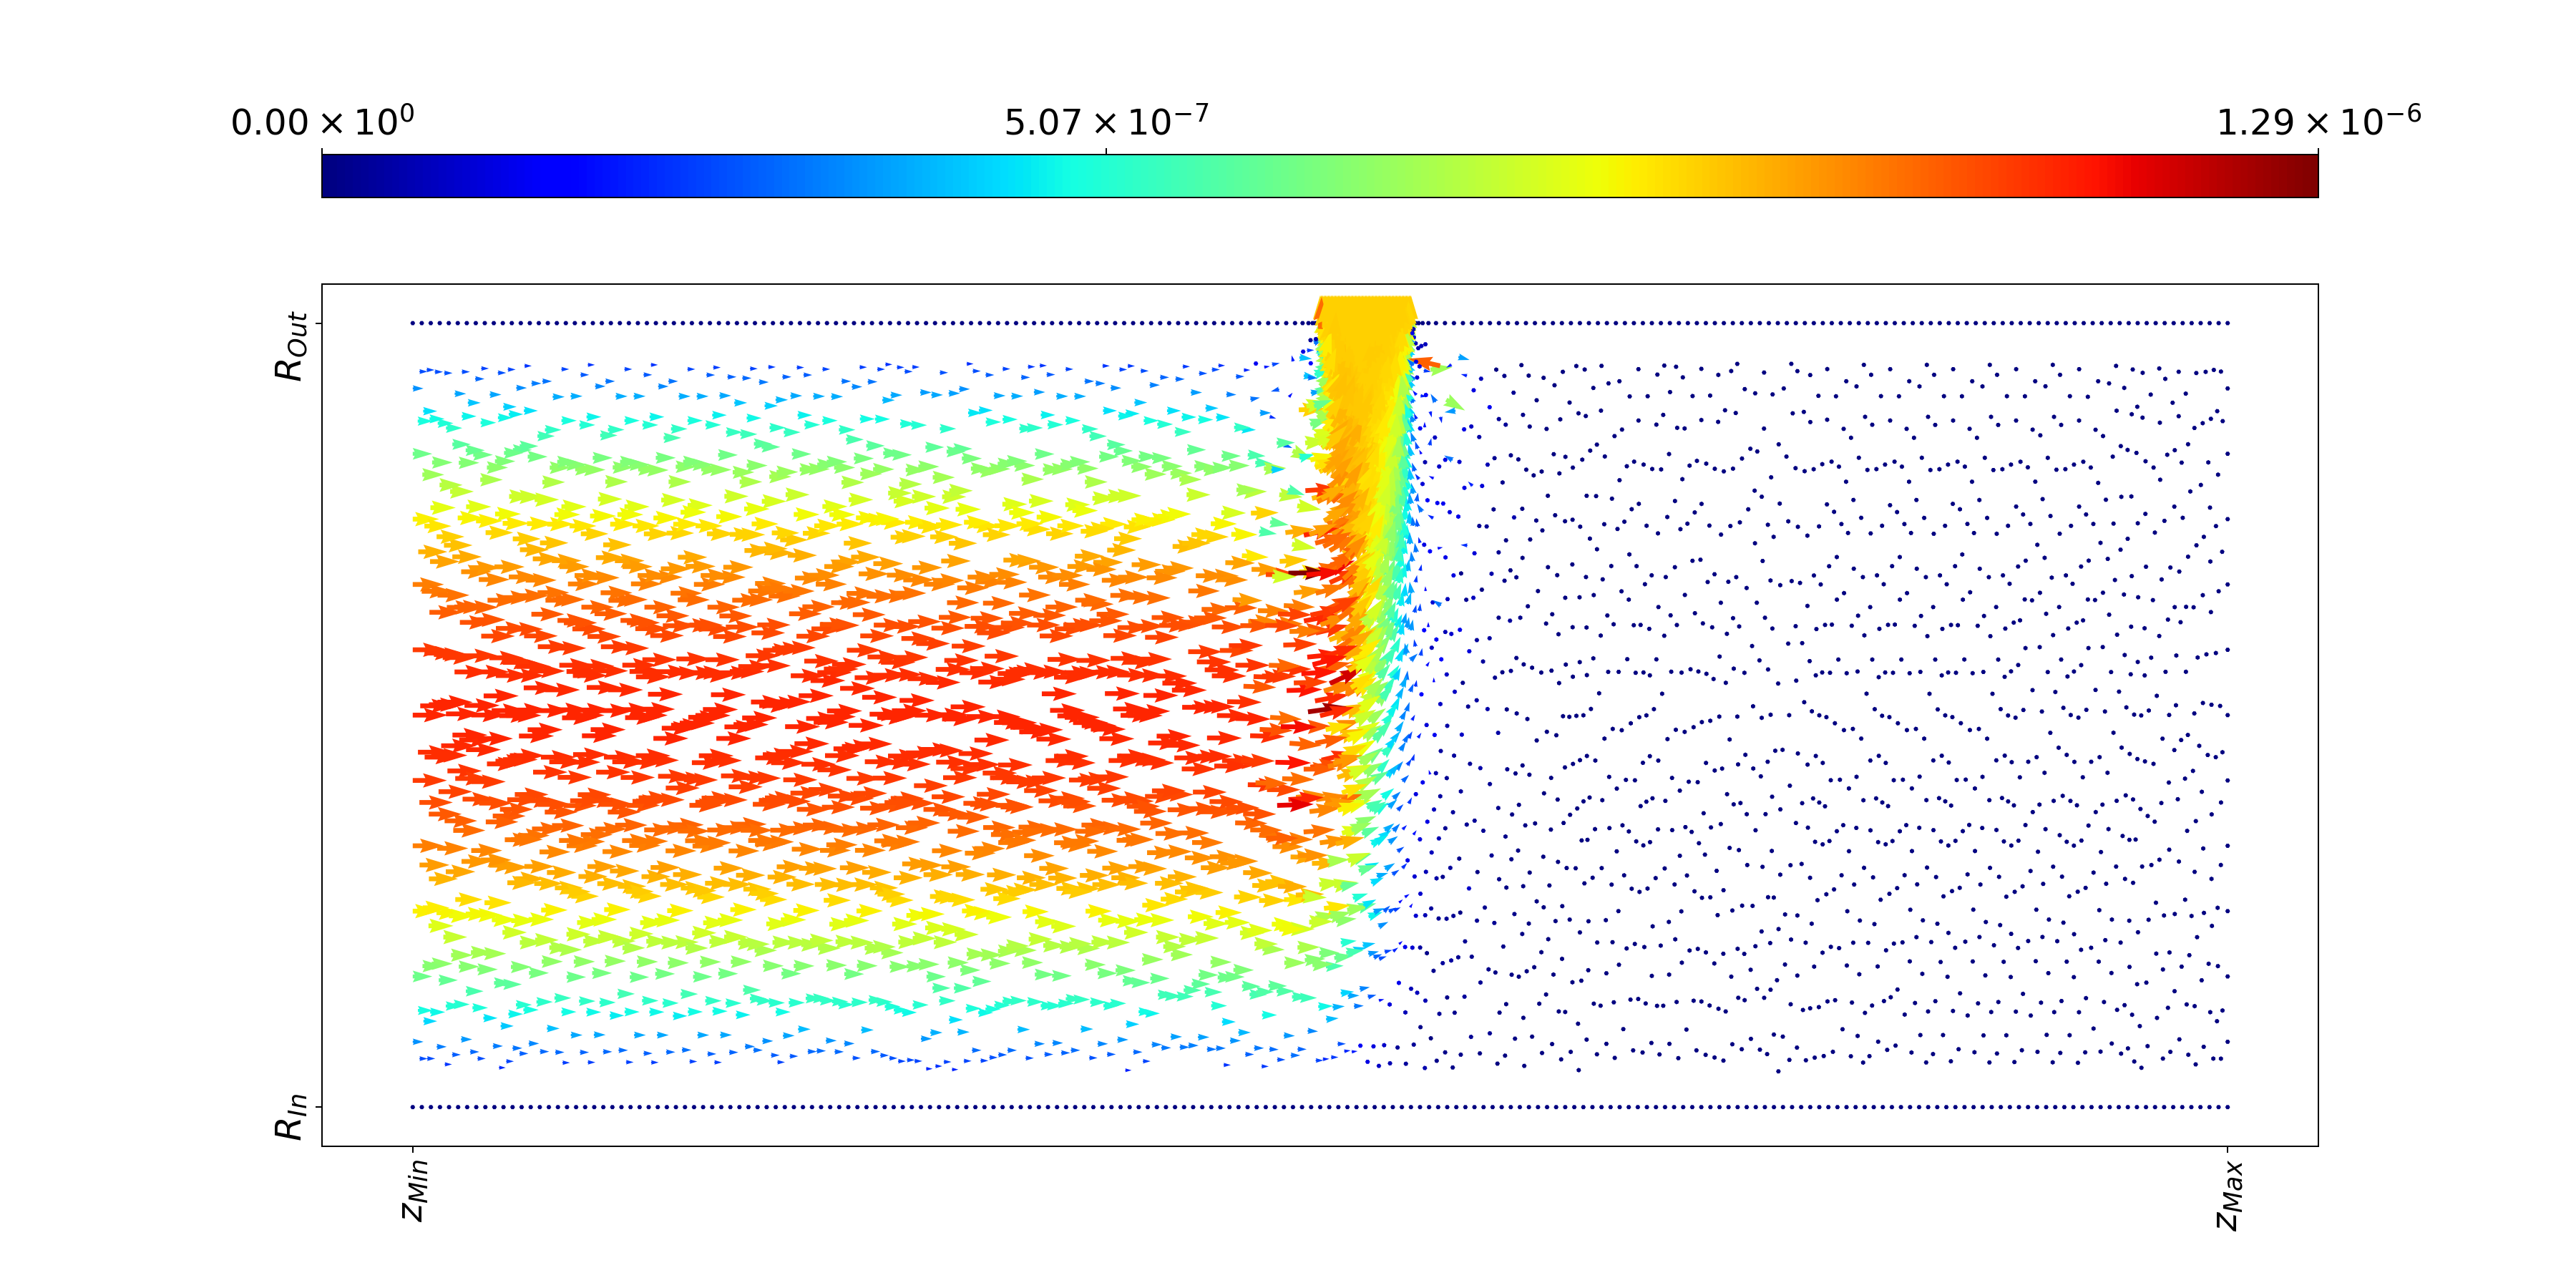 0.00 × 10⁰ 5.07 × 10⁻⁷ 1.29 × 10⁻⁶
R_Out
R_In
z_Min z_Max